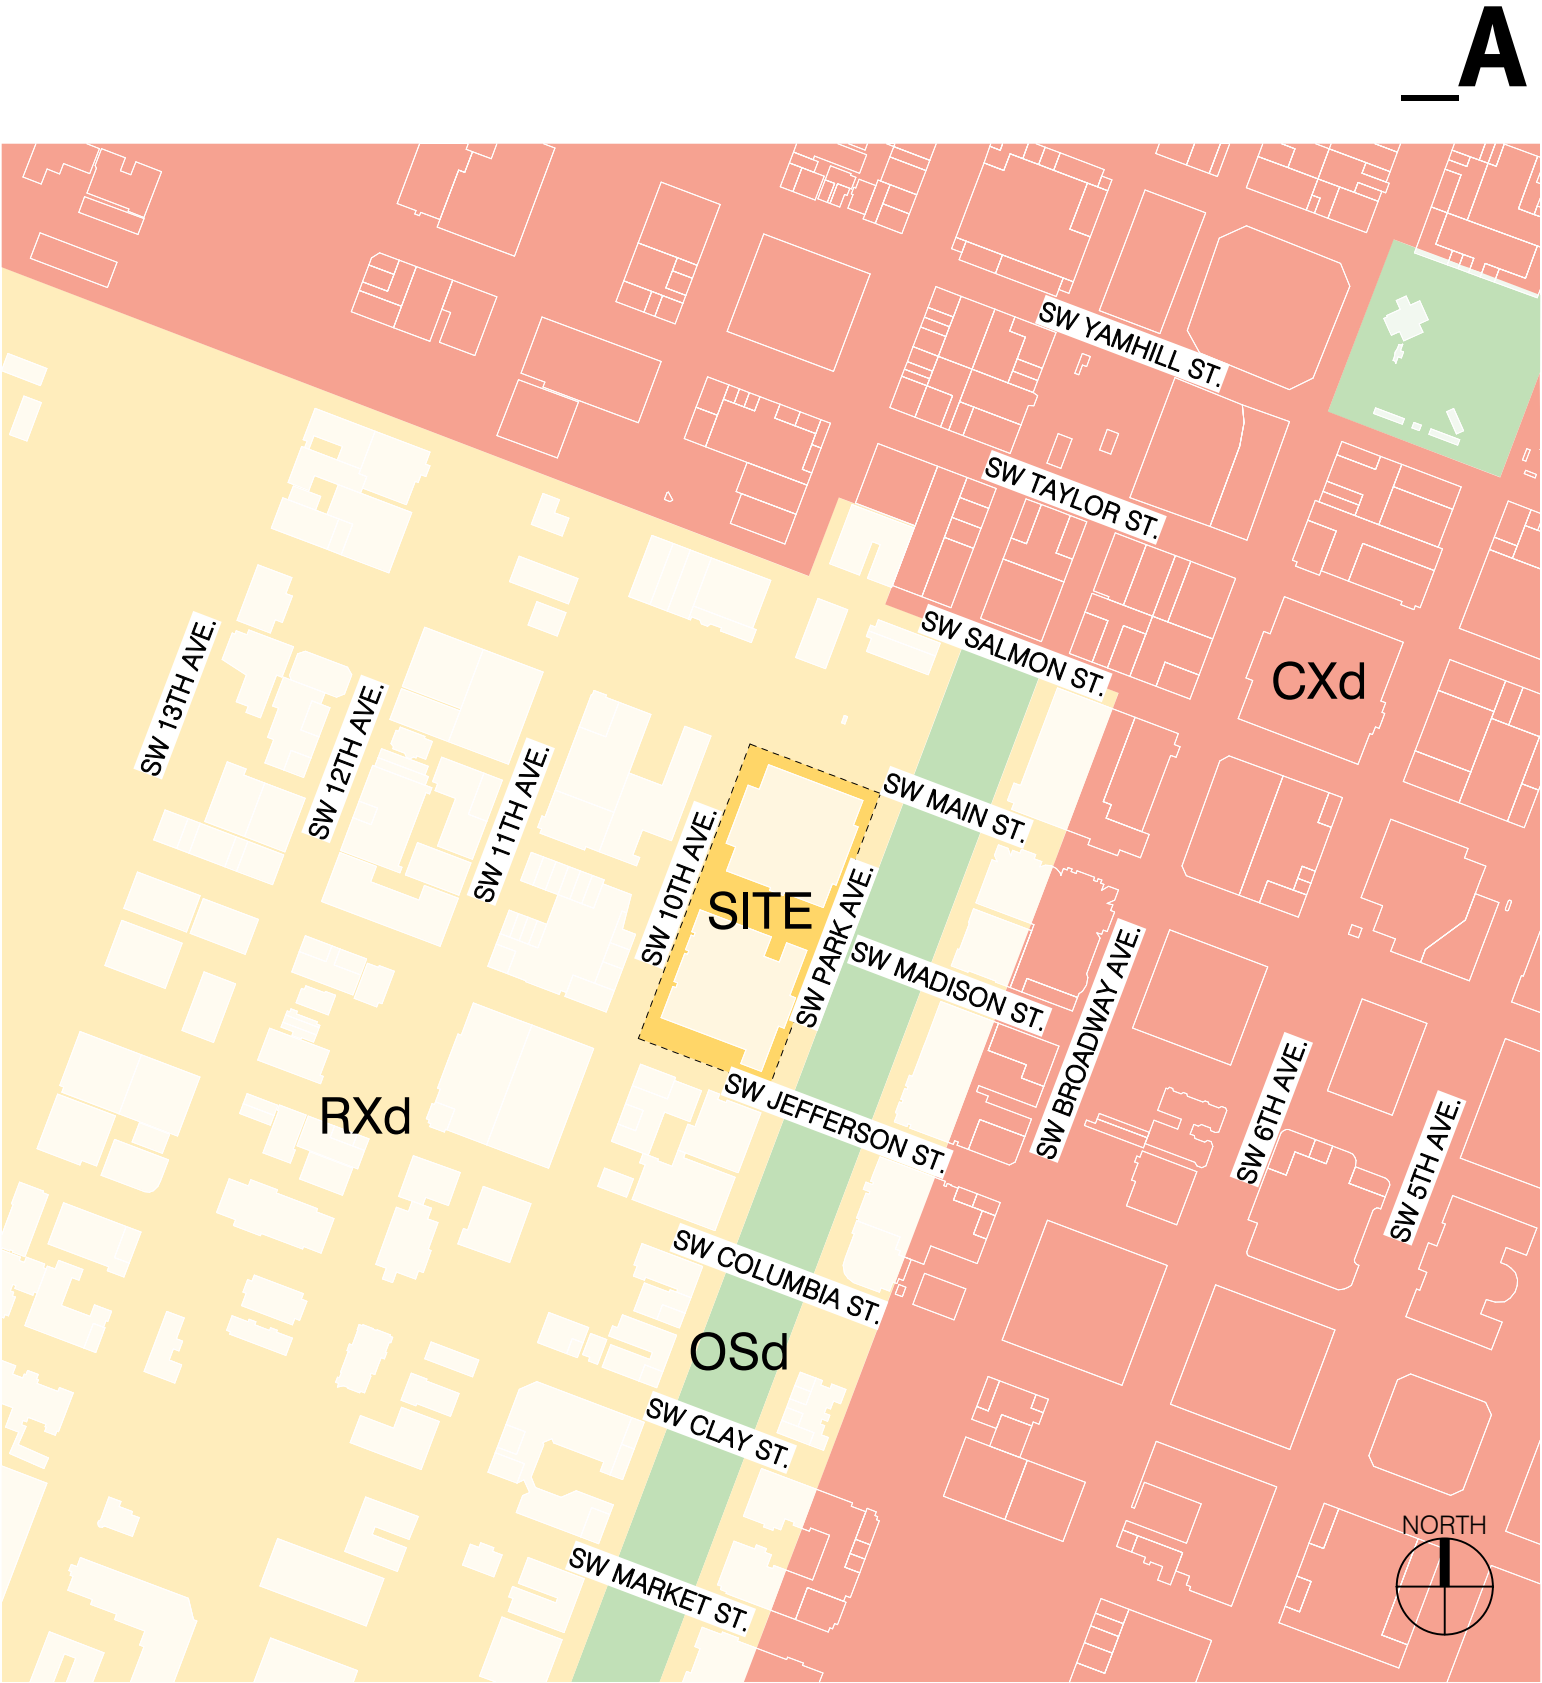 _A
SW YAMHILL ST.
SW TAYLOR ST.
SW SALMON ST.
CXd
SW 13TH AVE.
SW 12TH AVE.
SW 11TH AVE.
SW 10TH AVE.
SW MAIN ST.
SITE
SW PARK AVE.
SW MADISON ST.
SW BROADWAY AVE.
SW 6TH AVE.
SW 5TH AVE.
RXd
SW JEFFERSON ST.
SW COLUMBIA ST.
OSd
SW CLAY ST.
SW MARKET ST.
NORTH